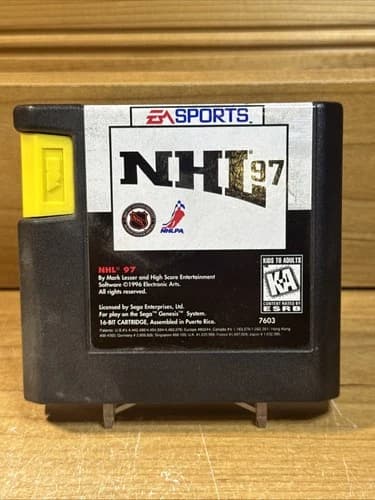 EA SPORTS™
NHL 97
NHLPA
KIDS TO ADULTS
K-A
CONTENT RATED BY
ESRB
NHL® 97
By Mark Lesser and High Score Entertainment
Software ©1996 Electronic Arts.
All rights reserved.
Licensed by Sega Enterprises, Ltd.
For play on the Sega™ Genesis™ System.
16-BIT CARTRIDGE, Assembled in Puerto Rico.
7603